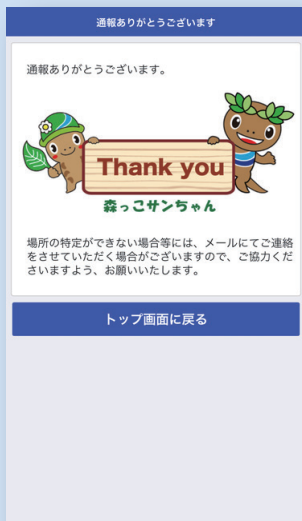 通報ありがとうございます
通報ありがとうございます。
Thank you
森っこサンちゃん
場所の特定ができない場合等には、メールにてご連絡
をさせていただく場合がございますので、ご協力くだ
さいますよう、お願いいたします。
トップ画面に戻る